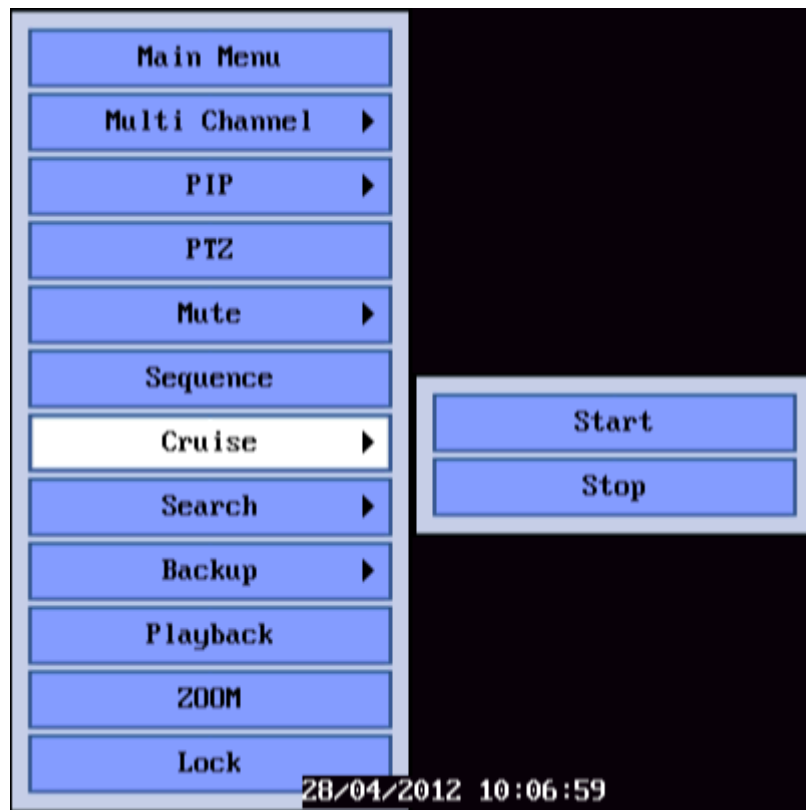 Main Menu
Multi Channel
PIP
PTZ
Mute
Sequence
Cruise
Search
Backup
Playback
ZOOM
Lock
Start
Stop
28/04/2012 10:06:59